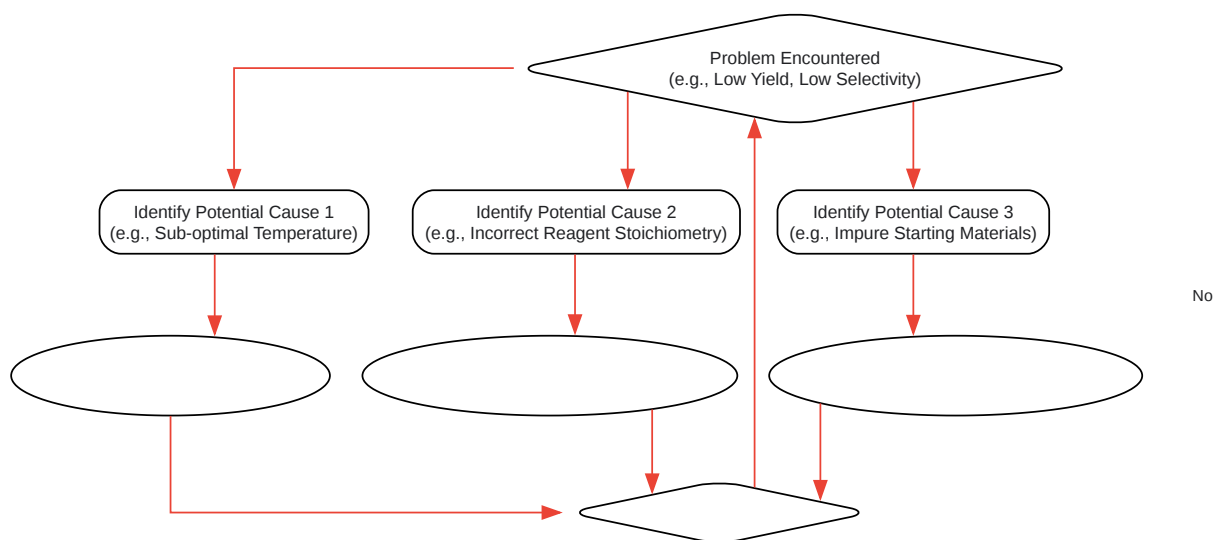 Problem Encountered
(e.g., Low Yield, Low Selectivity)
Identify Potential Cause 1
(e.g., Sub-optimal Temperature)
Identify Potential Cause 2
(e.g., Incorrect Reagent Stoichiometry)
Identify Potential Cause 3
(e.g., Impure Starting Materials)
No